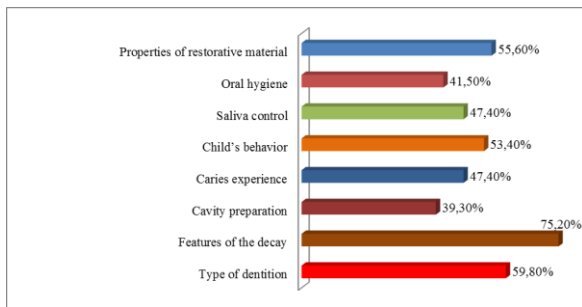 Properties of restorative material 55,60%
Oral hygiene 41,50%
Saliva control 47,40%
Child's behavior 53,40%
Caries experience 47,40%
Cavity preparation 39,30%
Features of the decay 75,20%
Type of dentition 59,80%